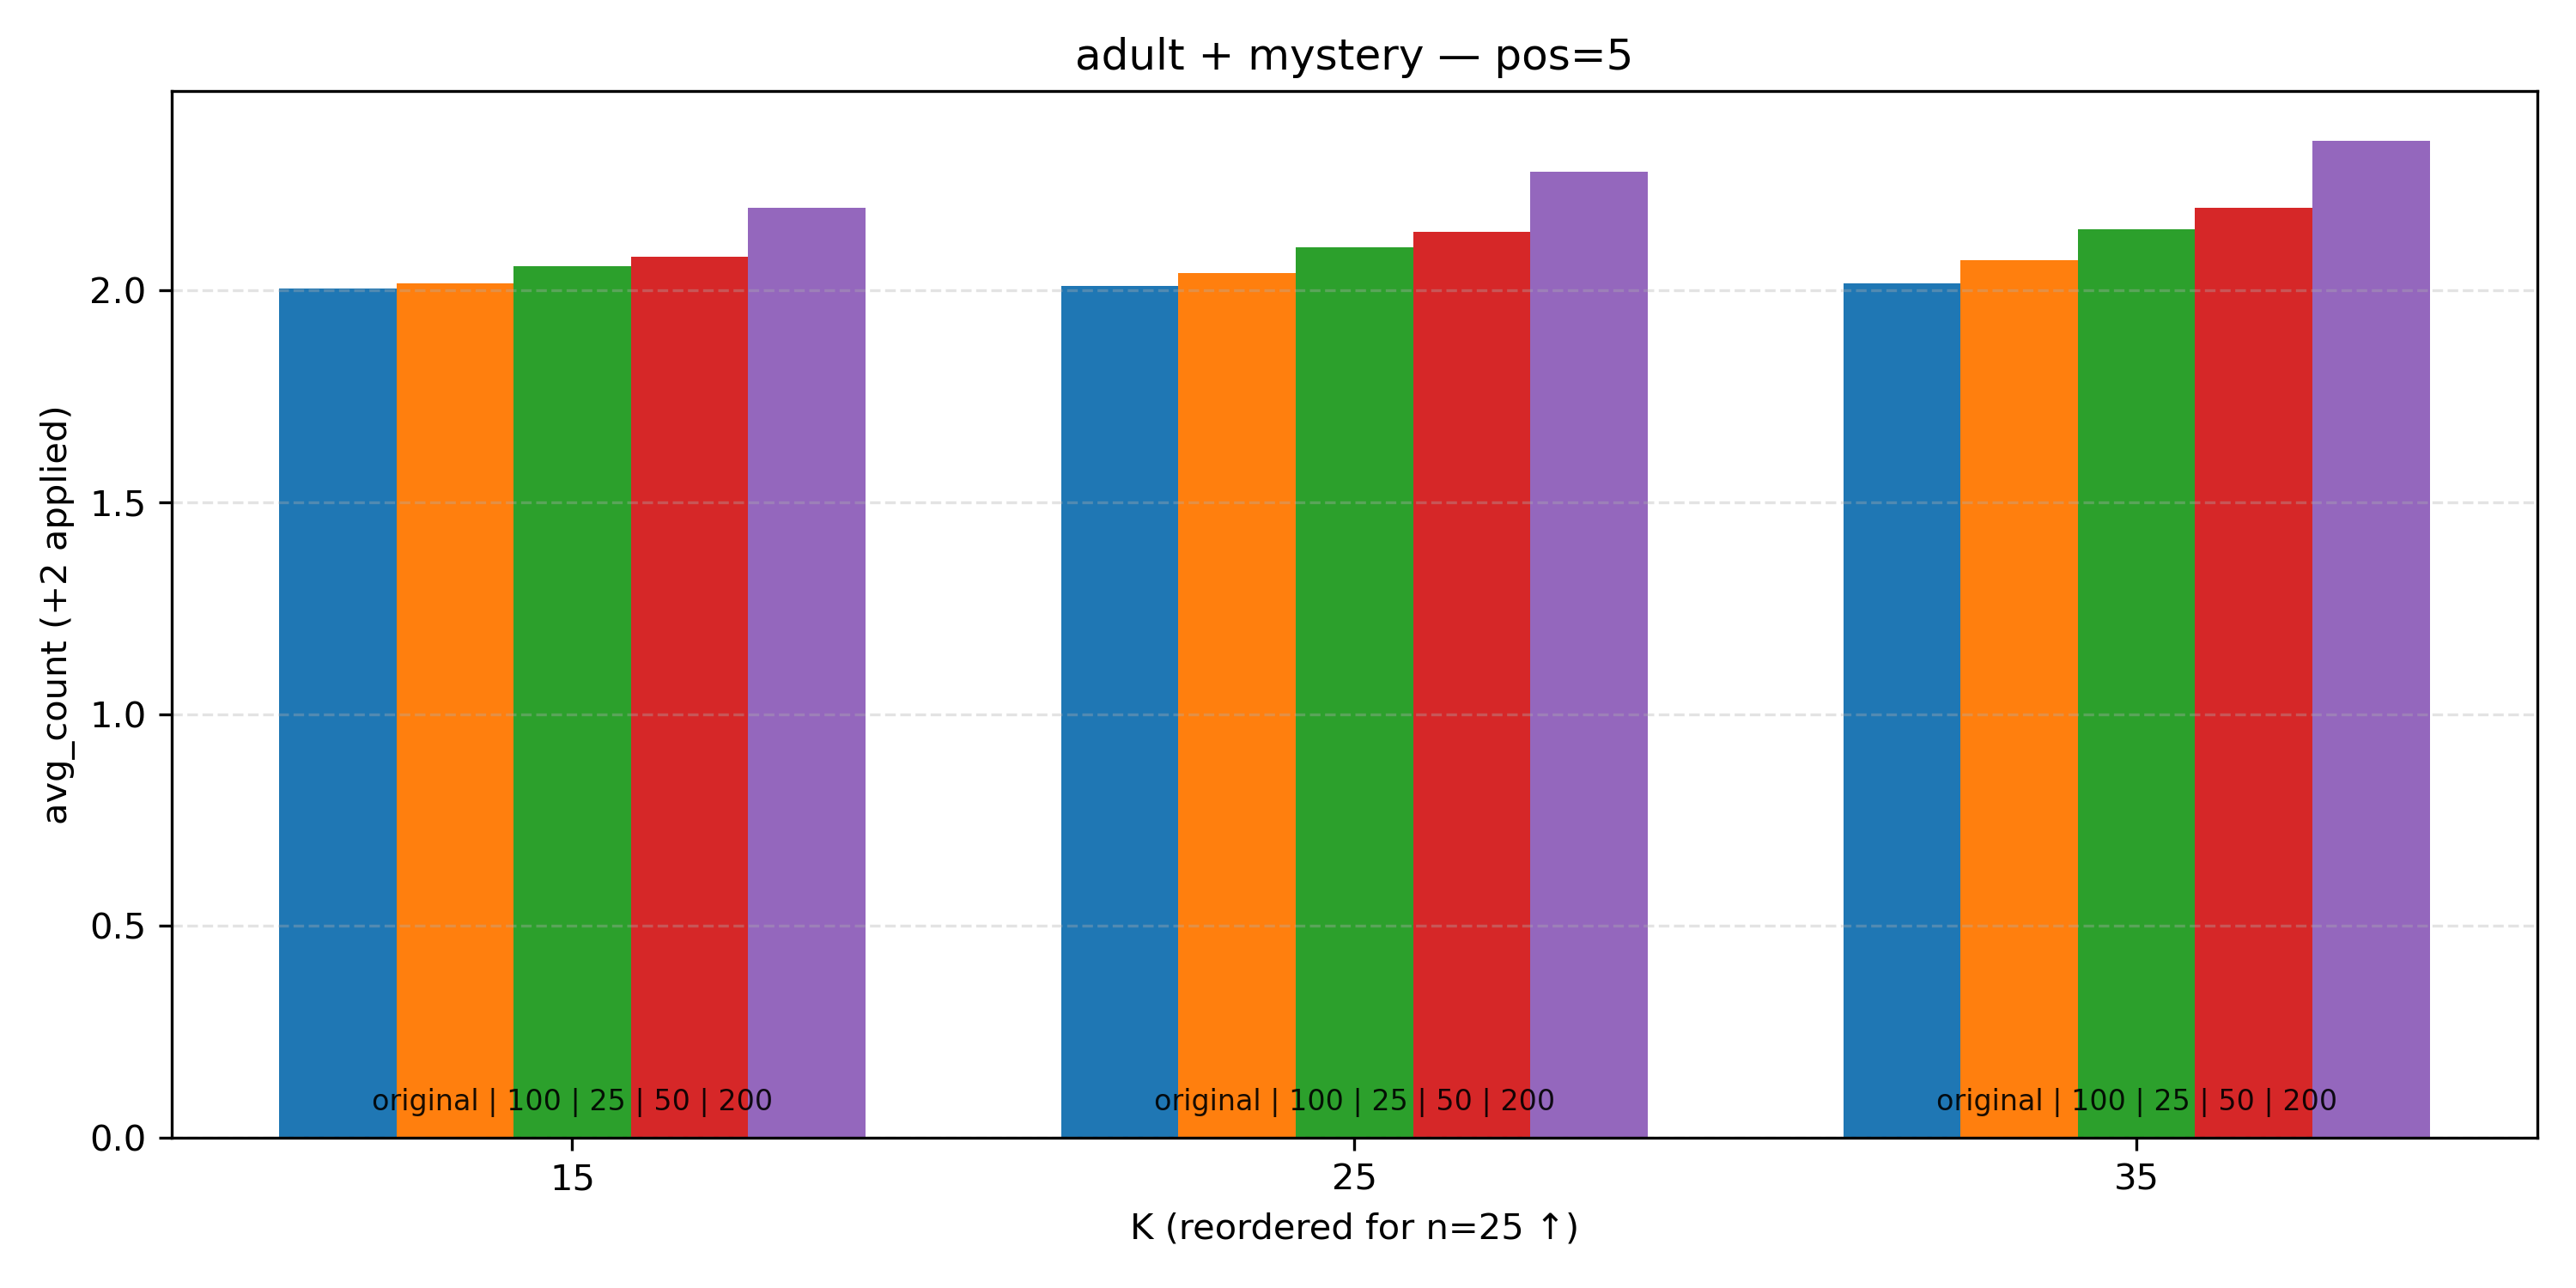 adult + mystery — pos=5
avg_count (+2 applied)
2.0
1.5
1.0
0.5
0.0
original | 100 | 25 | 50 | 200
original | 100 | 25 | 50 | 200
original | 100 | 25 | 50 | 200
15
25
35
K (reordered for n=25 ↑)